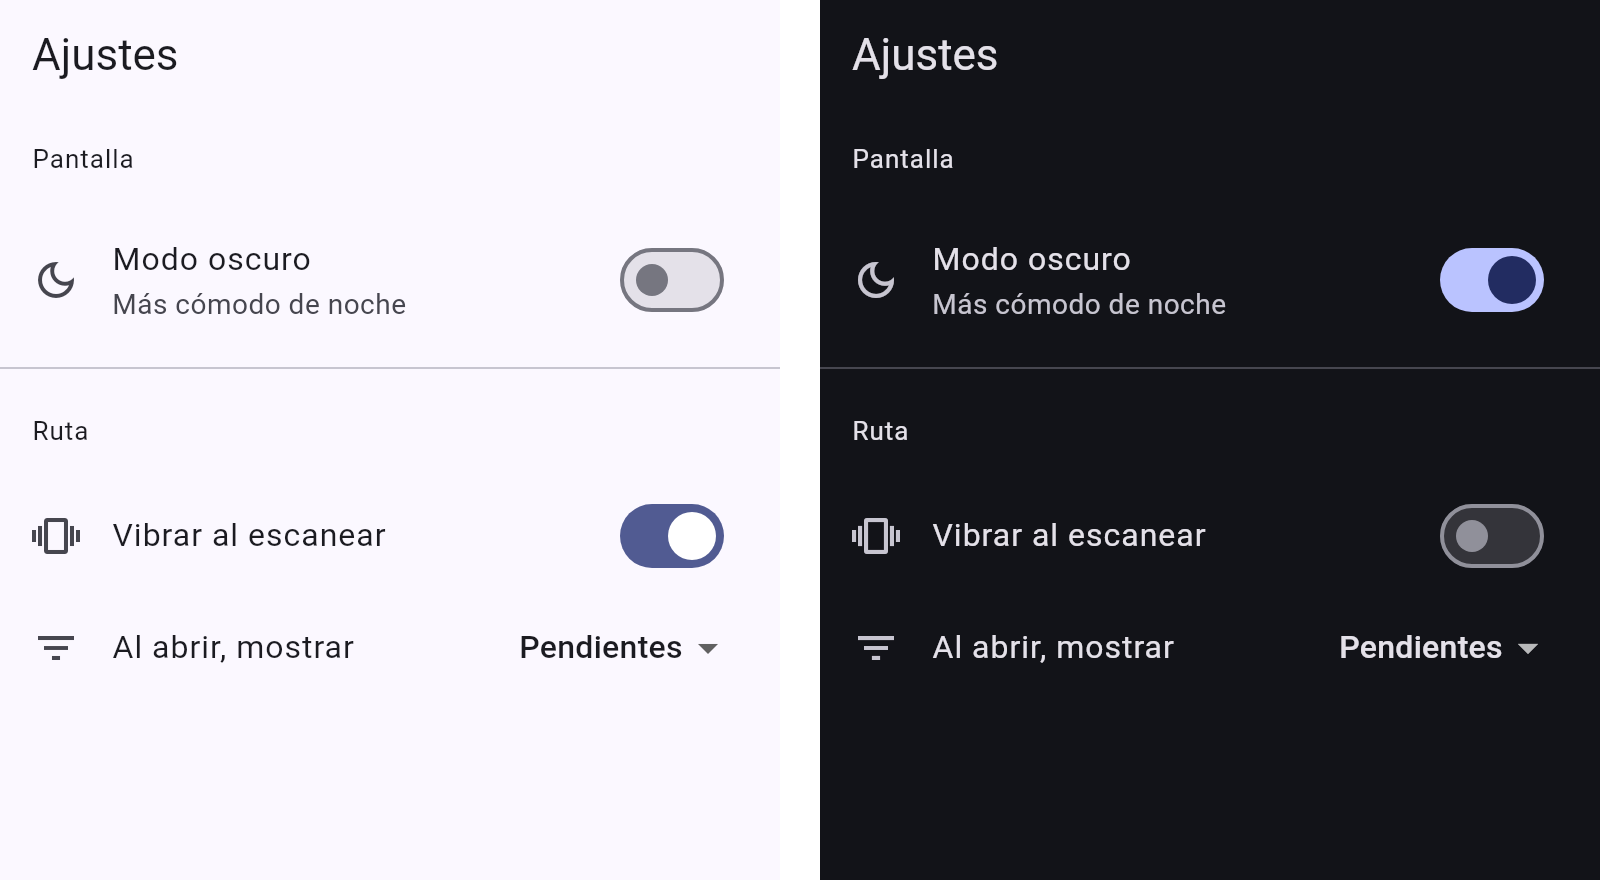 Ajustes
Pantalla
Modo oscuro
Más cómodo de noche
Ruta
Vibrar al escanear
Al abrir, mostrar Pendientes
Ajustes
Pantalla
Modo oscuro
Más cómodo de noche
Ruta
Vibrar al escanear
Al abrir, mostrar Pendientes